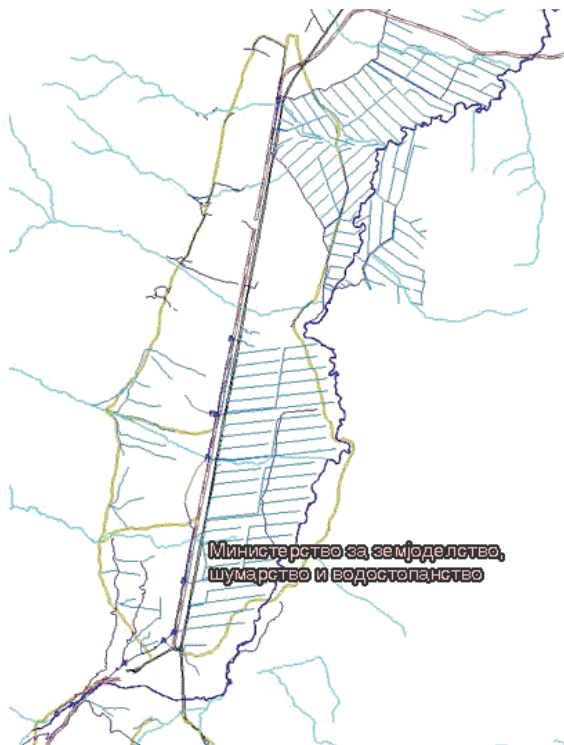 Министерство за земјоделство,
шумарство и водостопанство